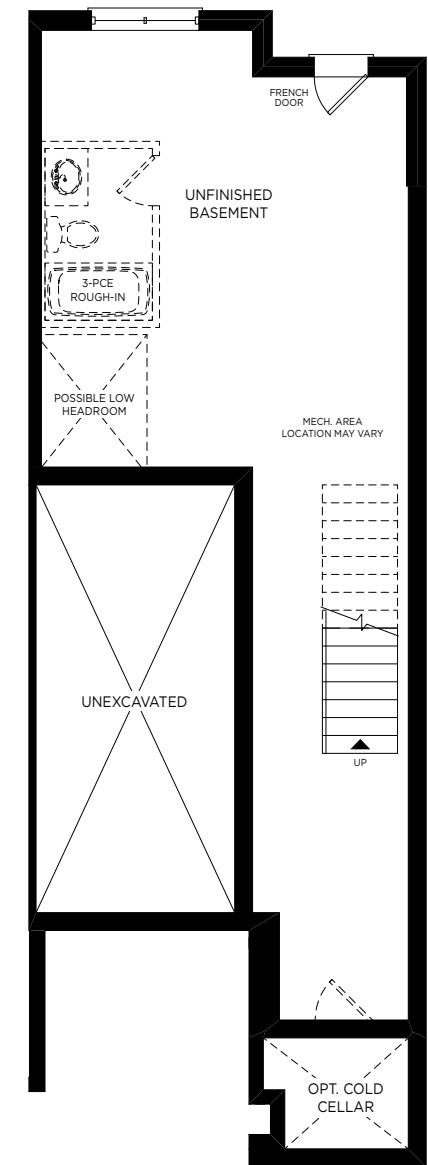 FRENCH
DOOR
UNFINISHED
BASEMENT
3-PCE
ROUGH-IN
POSSIBLE LOW
HEADROOM
MECH. AREA
LOCATION MAY VARY
UNEXCAVATED
UP
OPT. COLD
CELLAR